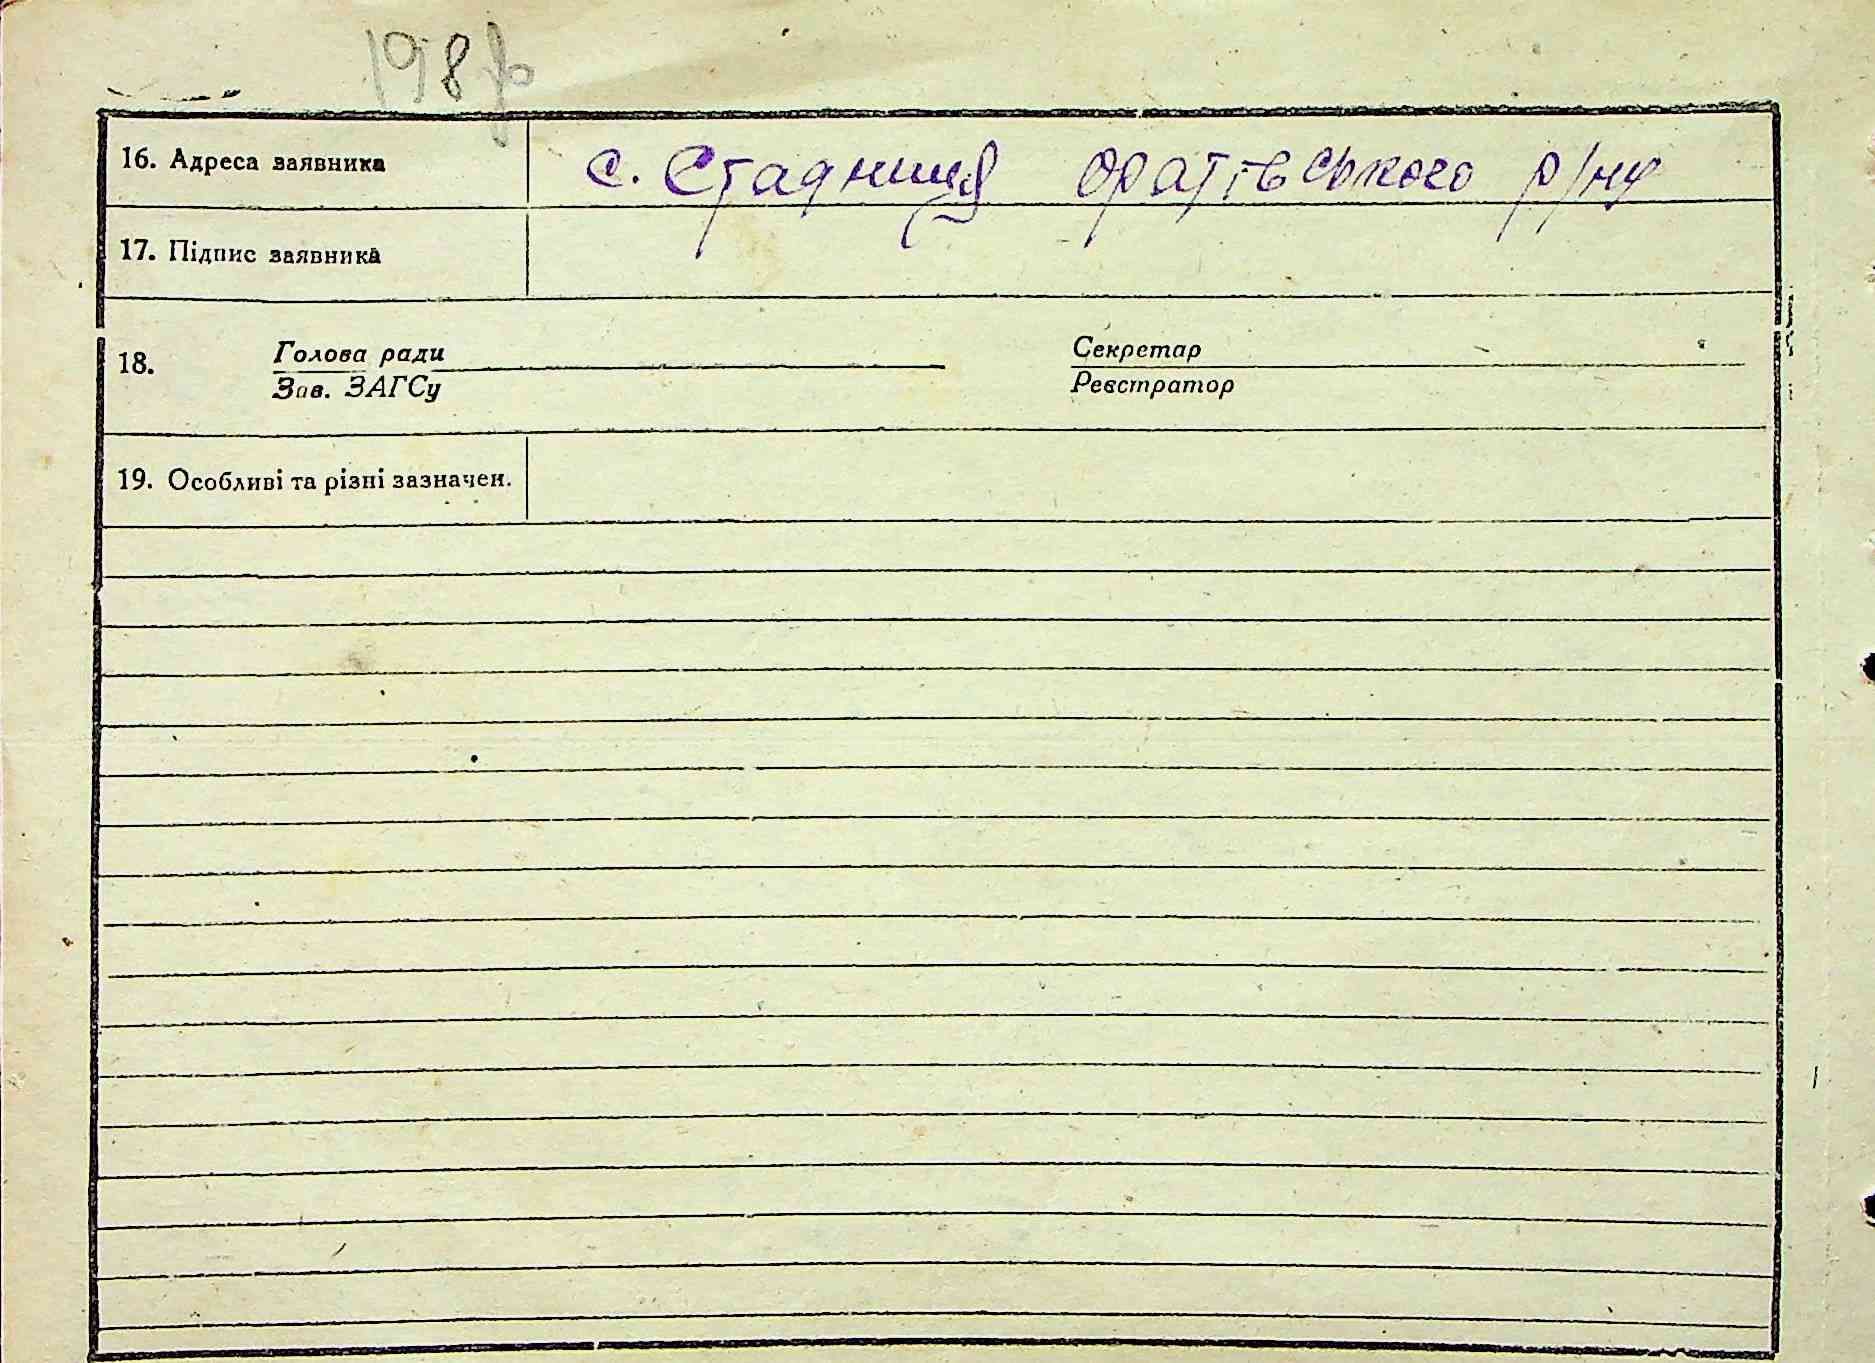 198 зв
16. Адреса заявника с. Стадниця Оратівського р/ну
17. Підпис заявника
18. Голова ради Секретар
Зав. ЗАГСу Реєстратор
19. Особливі та різні зазначен.